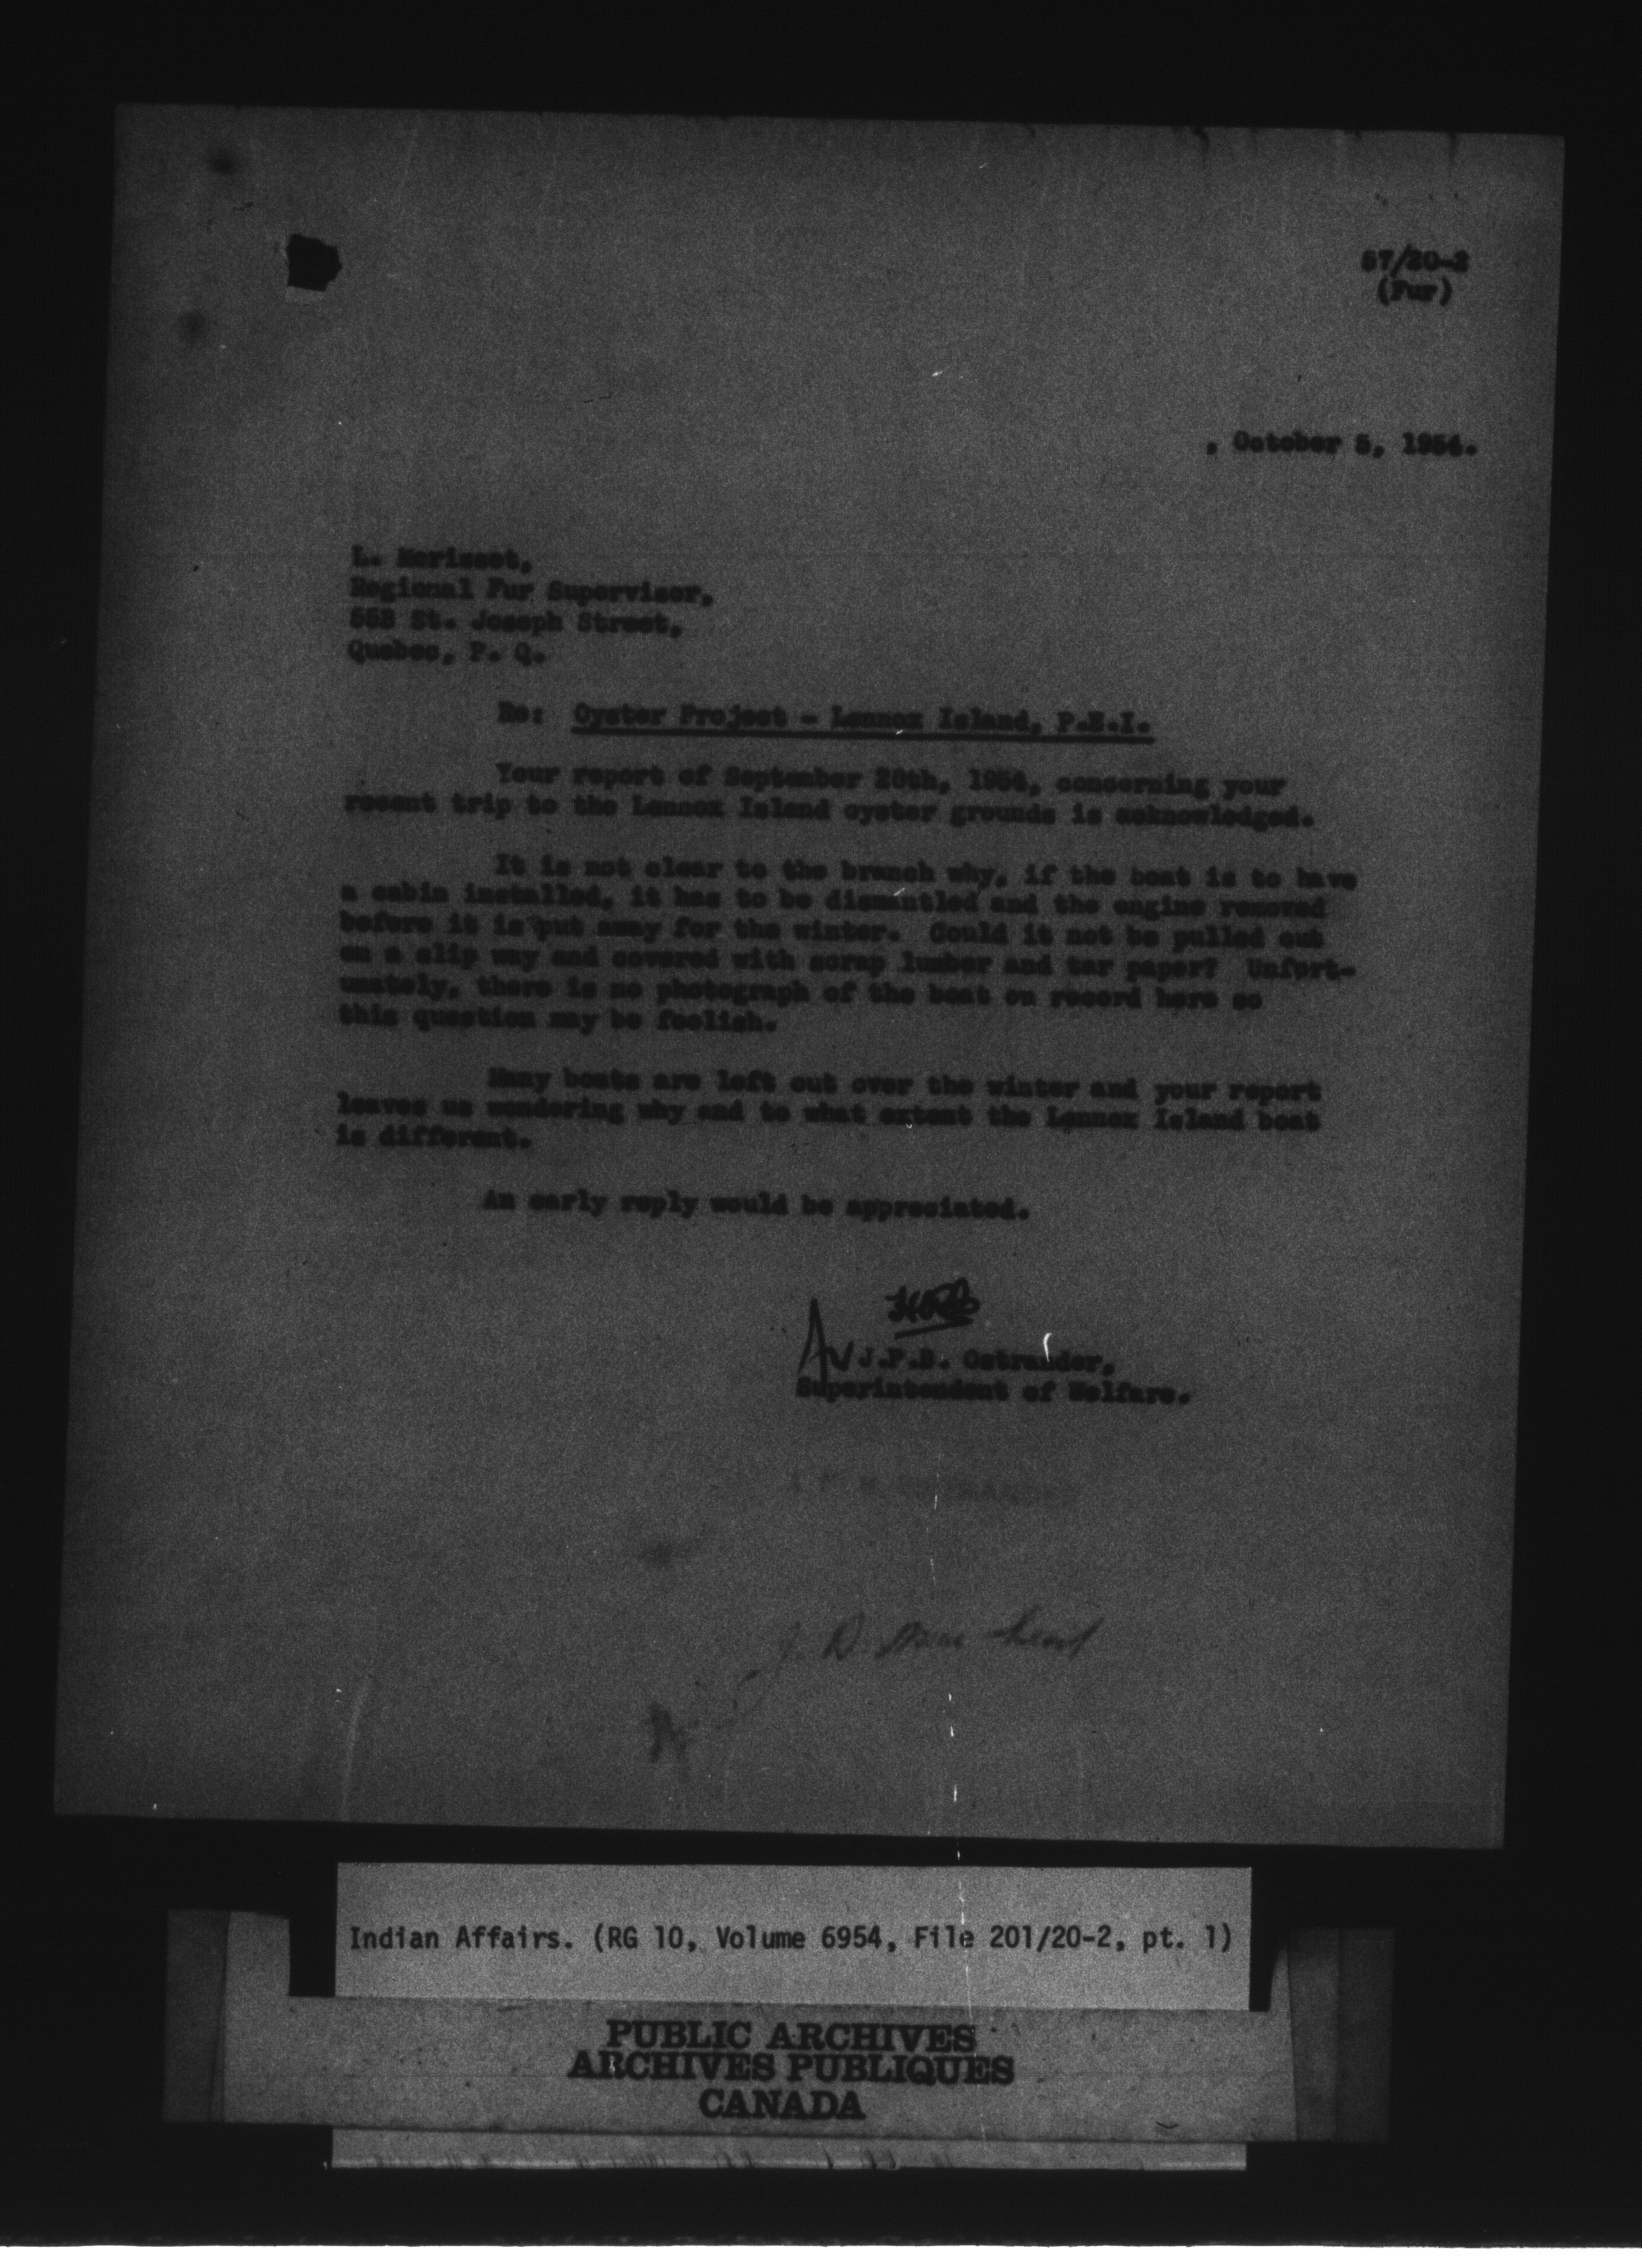 57/20-2
(Fur)
, October 5, 1954.
L. Morisset,
Regional Fur Supervisor,
St. Joseph Street,
Quebec, P. Q.
Re: Oyster Project - Lennox Island, P.E.I.
Your report of September 28th, 1954, concerning your
recent trip to the Lennox Island oyster grounds is acknowledged.
It is not clear to the branch why, if the boat is to have
a cabin installed, it has to be dismantled and the engine removed
before it is put away for the winter. Could it not be pulled out
on a slip way and covered with scrap lumber and tar paper? Unfort-
unately, there is no photograph of the boat on record here so
this question may be foolish.
Many boats are left out over the winter and your report
leaves us wondering why and to what extent the Lennox Island boat
is different.
An early reply would be appreciated.
J.P.B. Ostrander,
Superintendent of Welfare.
Indian Affairs. (RG 10, Volume 6954, File 201/20-2, pt. 1)
PUBLIC ARCHIVES
ARCHIVES PUBLIQUES
CANADA